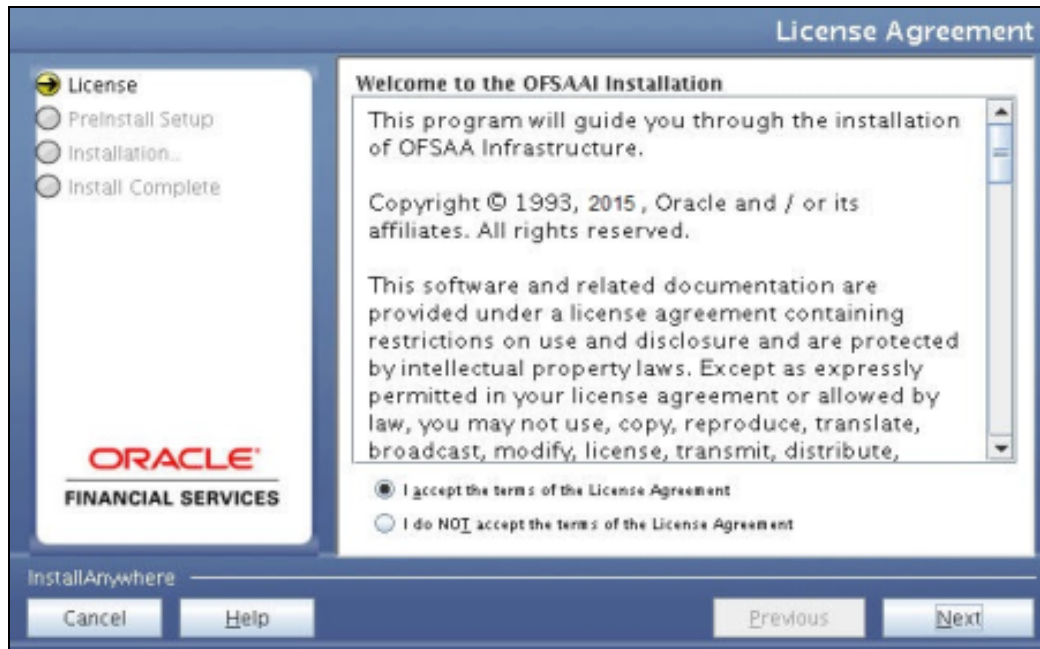 License Agreement
License
PreInstall Setup
Installation..
Install Complete
ORACLE
FINANCIAL SERVICES
Welcome to the OFSAAI Installation
This program will guide you through the installation
of OFSAA Infrastructure.
Copyright © 1993, 2015 , Oracle and / or its
affiliates. All rights reserved.
This software and related documentation are
provided under a license agreement containing
restrictions on use and disclosure and are protected
by intellectual property laws. Except as expressly
permitted in your license agreement or allowed by
law, you may not use, copy, reproduce, translate,
broadcast, modify, license, transmit, distribute,
I accept the terms of the License Agreement
I do NOT accept the terms of the License Agreement
InstallAnywhere
Cancel
Help
Previous
Next